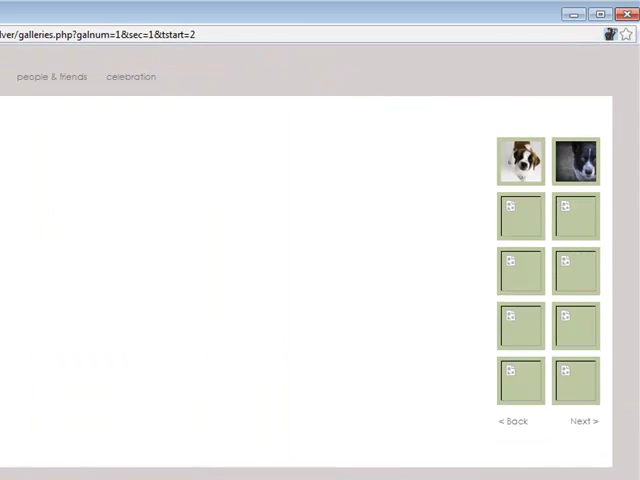 lver/galleries.php?galnum=1&sec=1&tstart=2
people & friends celebration
< Back Next >